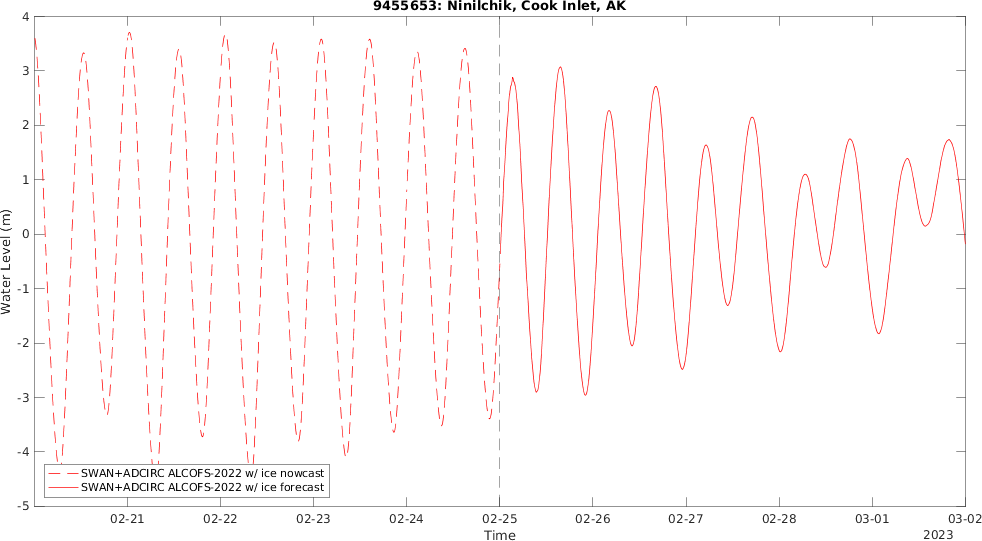 9455653: Ninilchik, Cook Inlet, AK
4
3
2
1
0
-1
-2
-3
-4
-5
Water Level (m)
SWAN+ADCIRC ALCOFS-2022 w/ ice nowcast
SWAN+ADCIRC ALCOFS-2022 w/ ice forecast
02-21 02-22 02-23 02-24 02-25 02-26 02-27 02-28 03-01 03-02
Time
2023